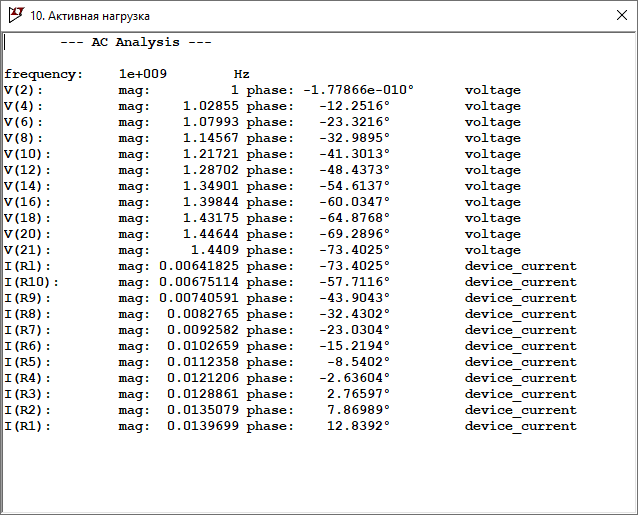 10. Активная нагрузка
--- AC Analysis ---
frequency: 1e+009 Hz
V(2): mag: 1 phase: -1.77866e-010° voltage
V(4): mag: 1.02855 phase: -12.2516° voltage
V(6): mag: 1.07993 phase: -23.3216° voltage
V(8): mag: 1.14567 phase: -32.9895° voltage
V(10): mag: 1.21721 phase: -41.3013° voltage
V(12): mag: 1.28702 phase: -48.4373° voltage
V(14): mag: 1.34901 phase: -54.6137° voltage
V(16): mag: 1.39844 phase: -60.0347° voltage
V(18): mag: 1.43175 phase: -64.8768° voltage
V(20): mag: 1.44644 phase: -69.2896° voltage
V(21): mag: 1.4409 phase: -73.4025° voltage
I(Rl): mag: 0.00641825 phase: -73.4025° device_current
I(R10): mag: 0.00675114 phase: -57.7116° device_current
I(R9): mag: 0.00740591 phase: -43.9043° device_current
I(R8): mag: 0.0082765 phase: -32.4302° device_current
I(R7): mag: 0.0092582 phase: -23.0304° device_current
I(R6): mag: 0.0102659 phase: -15.2194° device_current
I(R5): mag: 0.0112358 phase: -8.5402° device_current
I(R4): mag: 0.0121206 phase: -2.63604° device_current
I(R3): mag: 0.0128861 phase: 2.76597° device_current
I(R2): mag: 0.0135079 phase: 7.86989° device_current
I(R1): mag: 0.0139699 phase: 12.8392° device_current